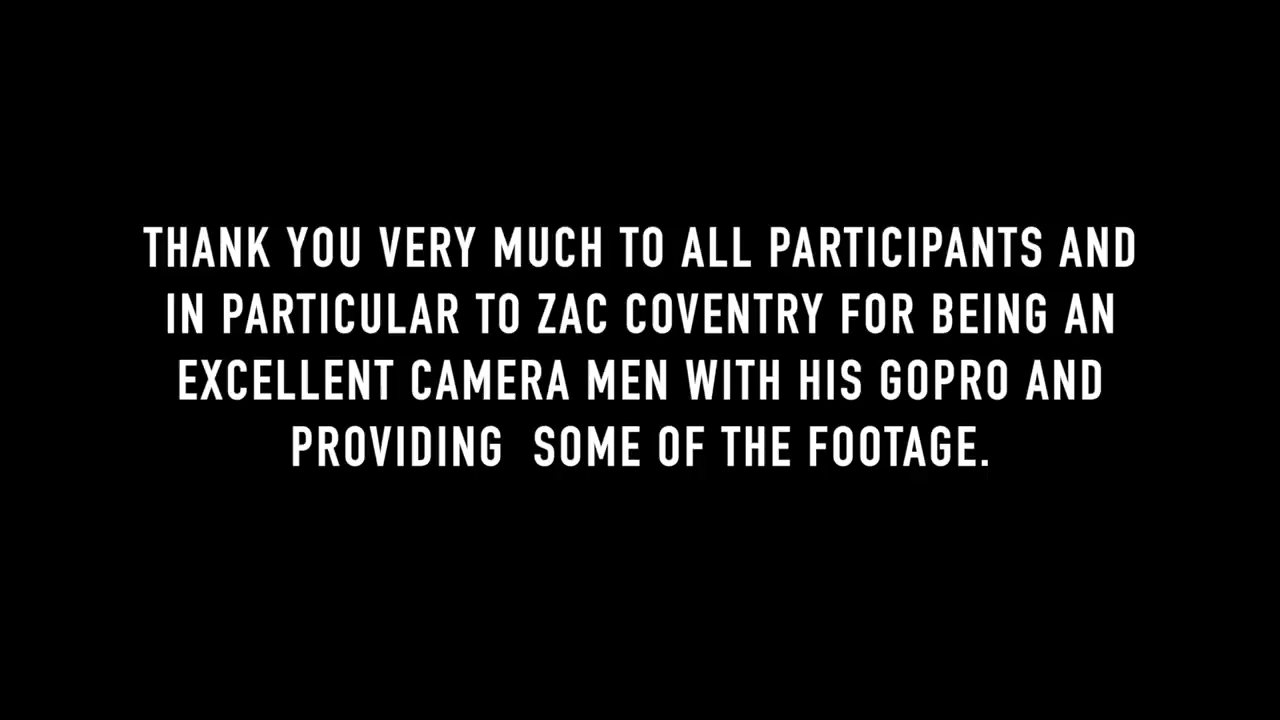 THANK YOU VERY MUCH TO ALL PARTICIPANTS AND
IN PARTICULAR TO ZAC COVENTRY FOR BEING AN
EXCELLENT CAMERA MEN WITH HIS GOPRO AND
PROVIDING  SOME OF THE FOOTAGE.